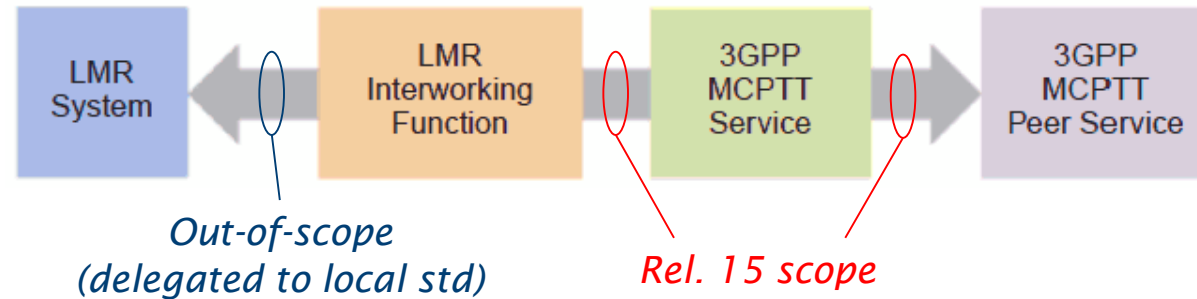 LMR
System
LMR
Interworking
Function
3GPP
MCPTT
Service
3GPP
MCPTT
Peer Service
Out-of-scope
(delegated to local std)
Rel. 15 scope